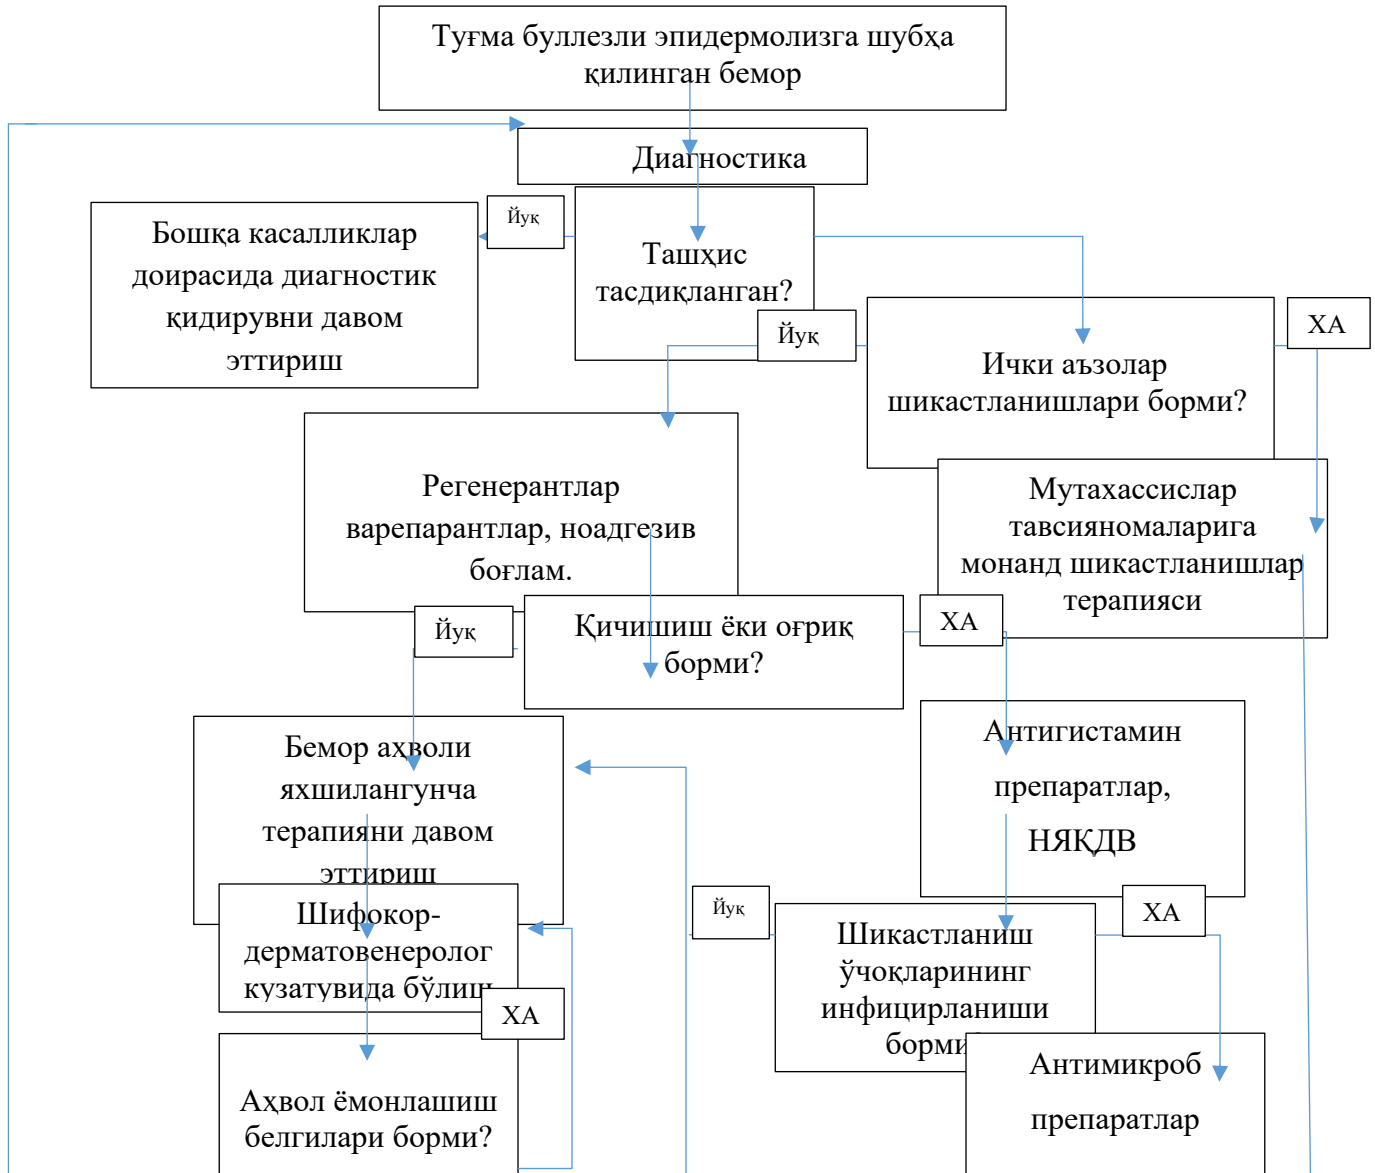 Туғма буллезли эпидермолизга шубҳа
қилинган бемор
Диагностика
Йуқ
Бошқа касалликлар
доирасида диагностик
қидирувни давом
эттириш
Ташҳис
тасдиқланган?
Йуқ
ХА
Ички аъзолар
шикастланишлари борми?
Регенерантлар
варепарантлар, ноадгезив
боғлам.
Мутахассислар
тавсияномаларига
монанд шикастланишлар
терапияси
Йуқ
Қичишиш ёки оғриқ
борми?
ХА
Бемор аҳволи
яхшилангунча
терапияни давом
эттириш
Антигистамин
препаратлар,
НЯҚДВ
Шифокор-
дерматовенеролог
кузатувида бўлиш
Йуқ
ХА
Шикастланиш
ўчоқларининг
инфицирланиши
борми
ХА
Аҳвол ёмонлашиш
белгилари борми?
Антимикроб
препаратлар